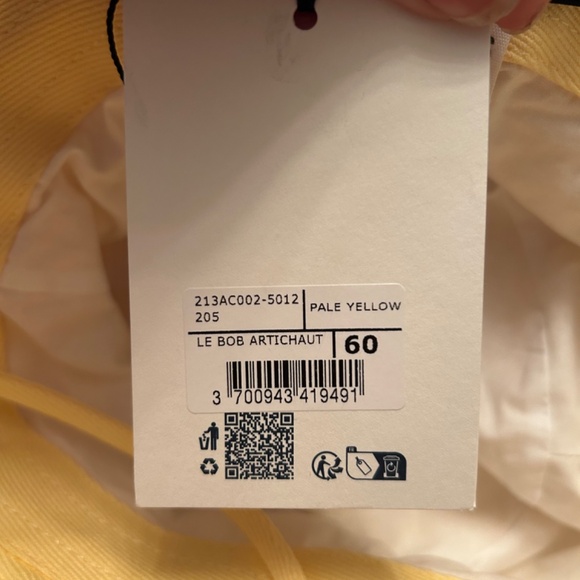 213AC002-5012
205
PALE YELLOW
LE BOB ARTICHAUT
60
3 700943 419491